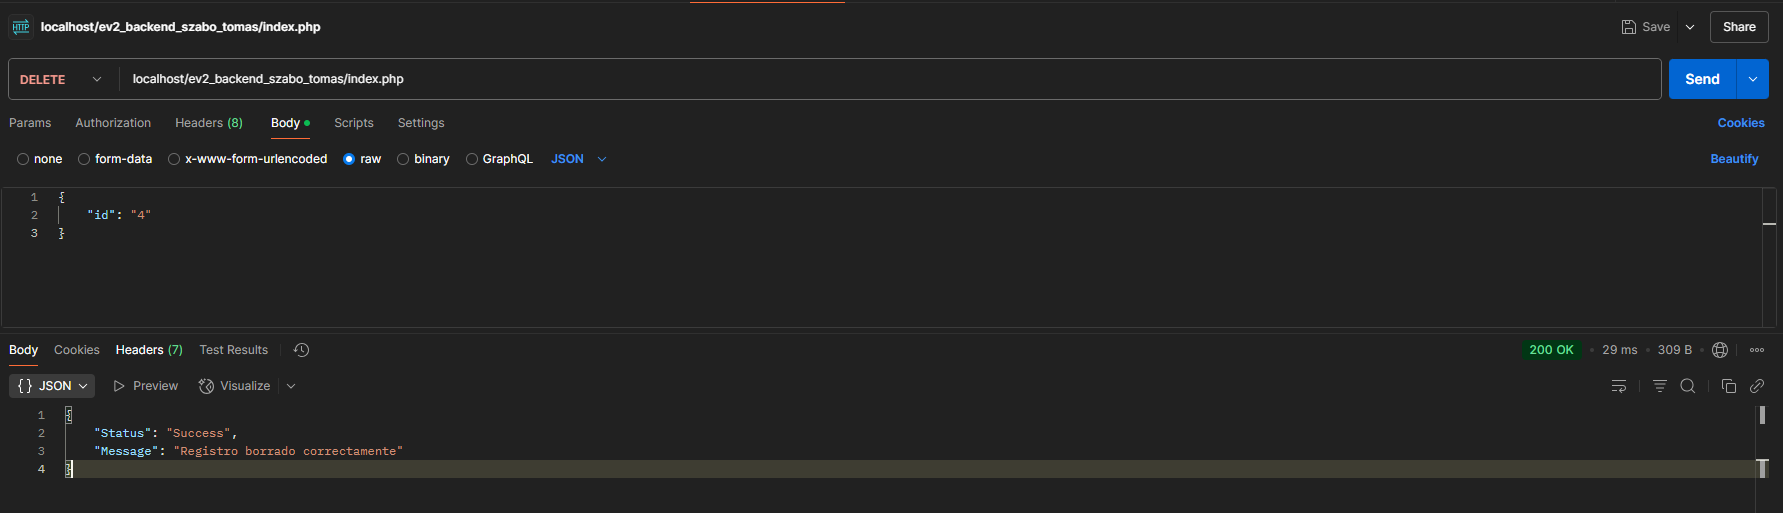 HTTP localhost/ev2_backend_szabo_tomas/index.php Save Share
DELETE localhost/ev2_backend_szabo_tomas/index.php Send
Params Authorization Headers (8) Body Scripts Settings Cookies
none form-data x-www-form-urlencoded raw binary GraphQL JSON Beautify
1 {
2 "id": "4"
3 }
Body Cookies Headers (7) Test Results 200 OK • 29 ms • 309 B •
{} JSON Preview Visualize
1 {
2 "Status": "Success",
3 "Message": "Registro borrado correctamente"
4 }